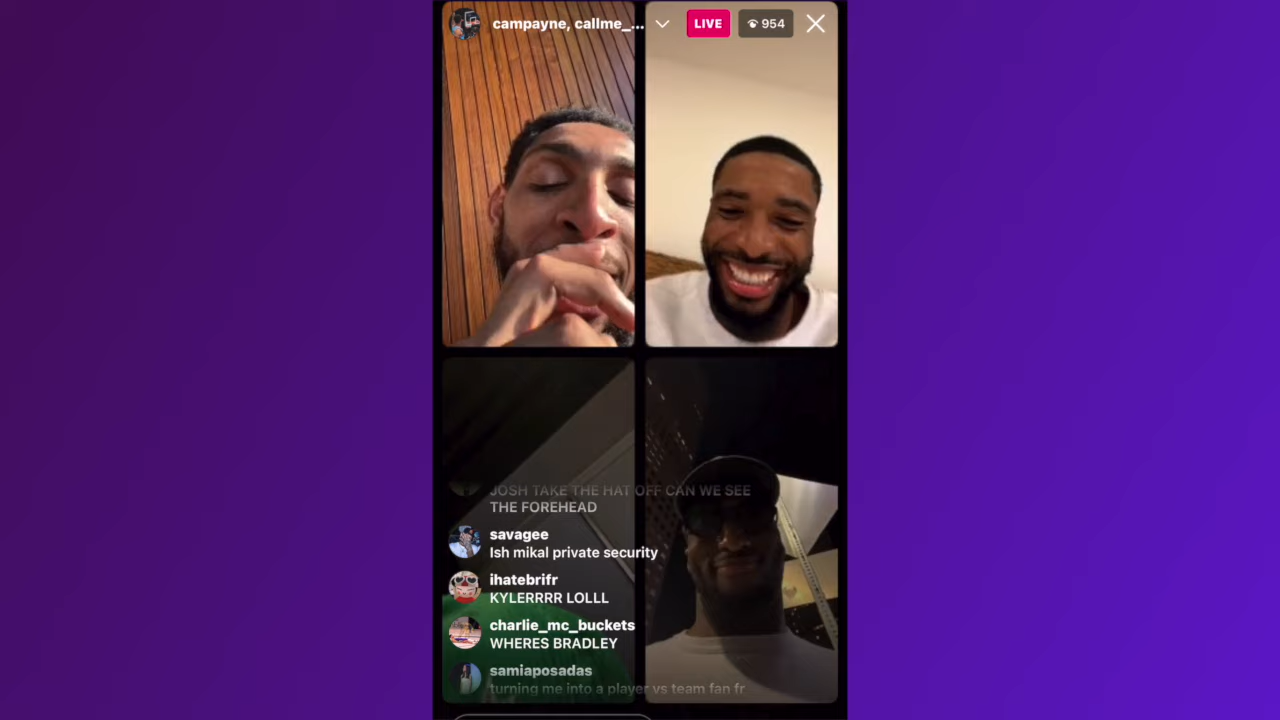 campayne, callme_...
LIVE
954
JOSH TAKE THE HAT OFF CAN WE SEE
THE FOREHEAD
savagee
Ish mikal private security
ihatebrifr
KYLERRRR LOLLL
charlie_mc_buckets
WHERES BRADLEY
samiaposadas
turning me into a player vs team fan fr